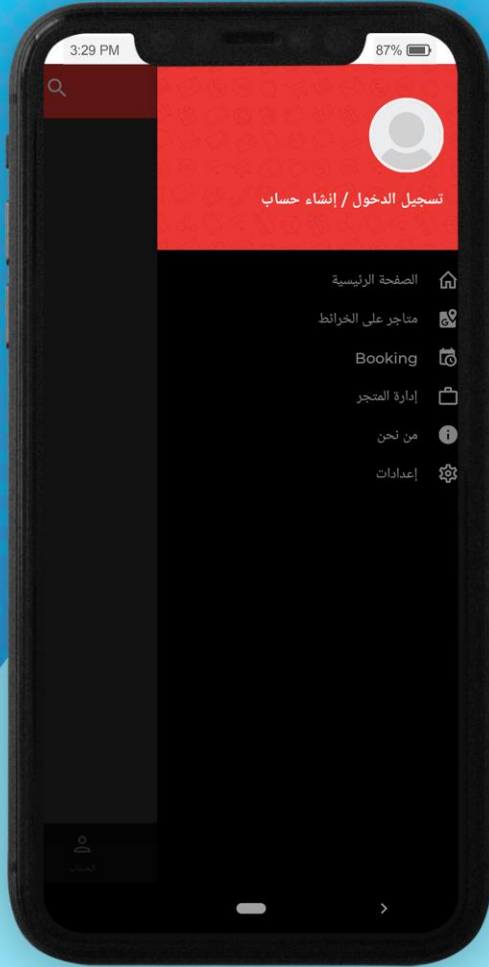 3:29 PM
87%
تسجيل الدخول / إنشاء حساب
الصفحة الرئيسية
متاجر على الخرائط
Booking
إدارة المتجر
من نحن
إعدادات
الحساب